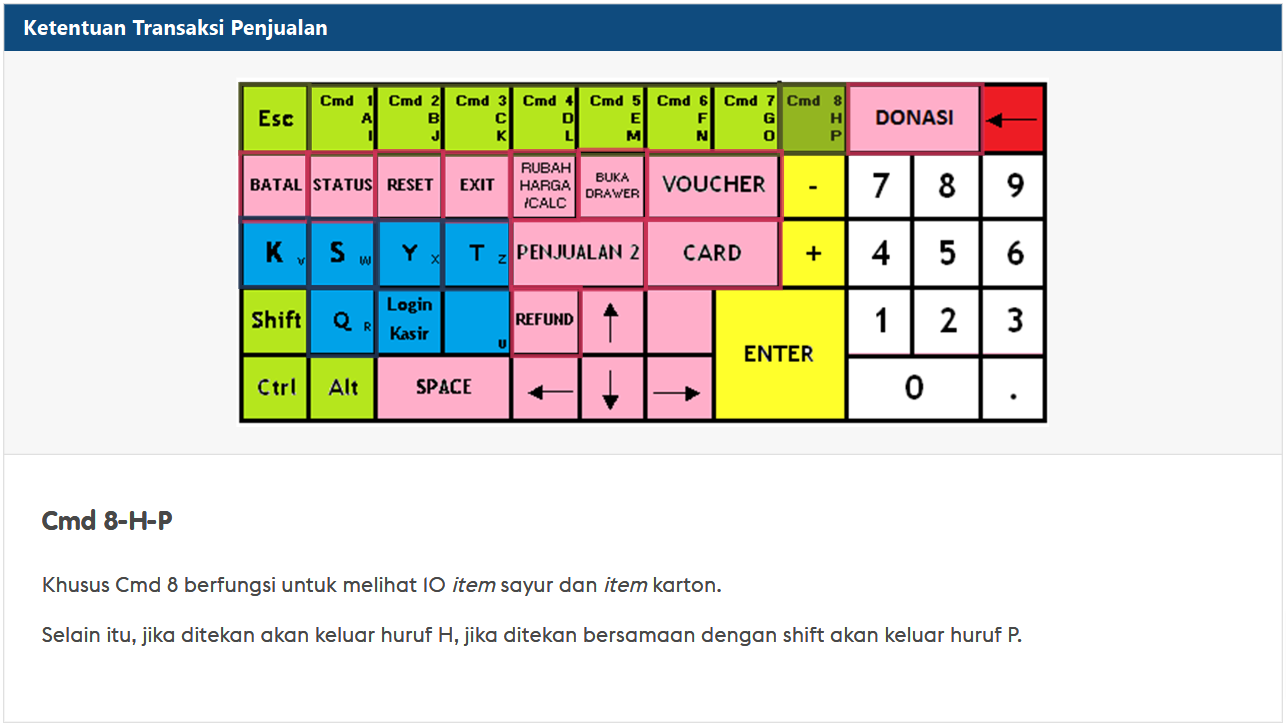 Ketentuan Transaksi Penjualan
Esc Cmd 1 A I Cmd 2 B J Cmd 3 C K Cmd 4 D L Cmd 5 E M Cmd 6 F N Cmd 7 G O Cmd 8 H P DONASI
BATAL STATUS RESET EXIT RUBAH HARGA /CALC BUKA DRAWER VOUCHER - 7 8 9
K V S W Y X T Z PENJUALAN 2 CARD + 4 5 6
Shift Q R Login Kasir U REFUND ENTER 1 2 3
Ctrl Alt SPACE 0 .
Cmd 8-H-P
Khusus Cmd 8 berfungsi untuk melihat 10 item sayur dan item karton.
Selain itu, jika ditekan akan keluar huruf H, jika ditekan bersamaan dengan shift akan keluar huruf P.